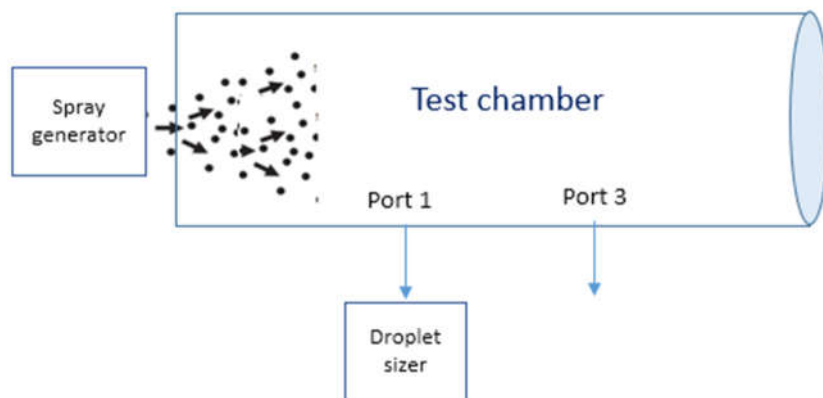 Spray
generator
Test chamber
Port 1
Port 3
Droplet
sizer